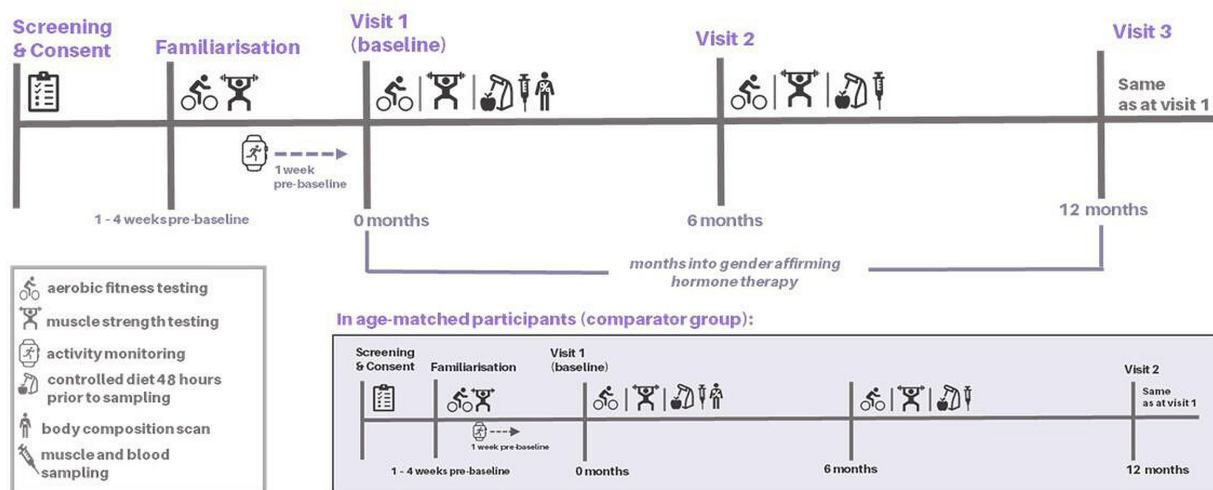 Screening
& Consent
Familiarisation
Visit 1
(baseline)
Visit 2
Visit 3
Same
as at visit 1
1 week
pre-baseline
1 - 4 weeks pre-baseline
0 months
6 months
12 months
months into gender affirming
hormone therapy
aerobic fitness testing
muscle strength testing
activity monitoring
controlled diet 48 hours
prior to sampling
body composition scan
muscle and blood
sampling
In age-matched participants (comparator group):
Screening
& Consent
Familiarisation
Visit 1
(baseline)
Visit 2
Same
as at visit 1
1 week pre-baseline
1 - 4 weeks pre-baseline
0 months
6 months
12 months